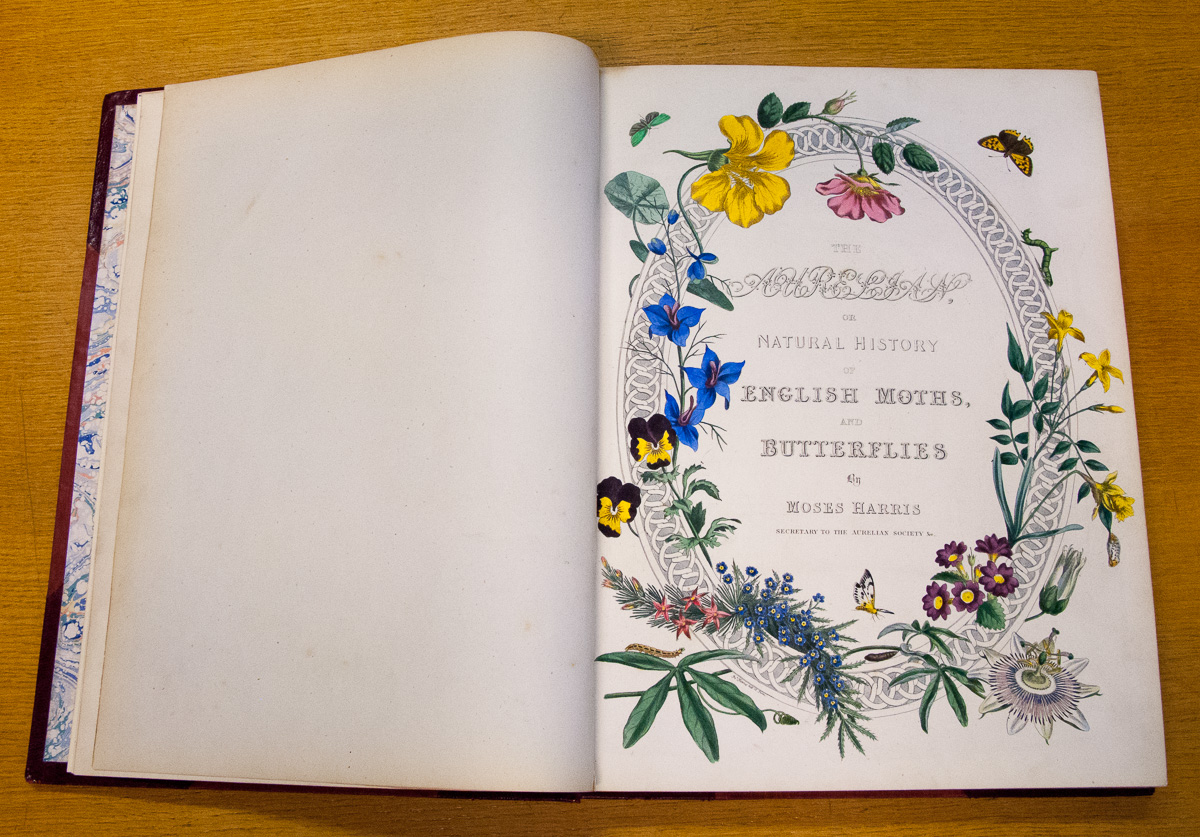 THE
AURELIAN,
OR
NATURAL HISTORY
OF
ENGLISH MOTHS,
AND
BUTTERFLIES
By
MOSES HARRIS
SECRETARY TO THE AURELIAN SOCIETY &c.